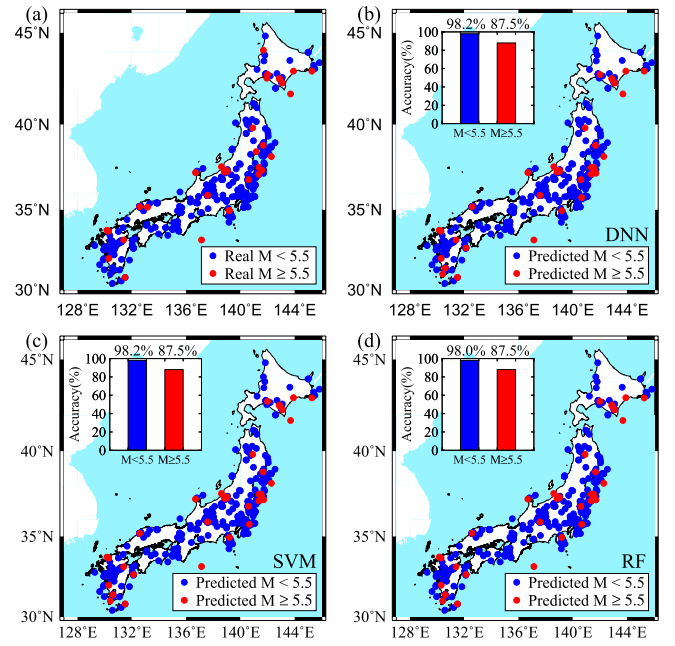 (a)
45°N
40°N
35°N
30°N
128°E 132°E 136°E 140°E 144°E
Real M < 5.5
Real M ≥ 5.5
(b)
98.2% 87.5%
Accuracy(%)
100
80
60
40
20
0
M<5.5 M≥5.5
45°N
40°N
35°N
30°N
128°E 132°E 136°E 140°E 144°E
DNN
Predicted M < 5.5
Predicted M ≥ 5.5
(c)
98.2% 87.5%
Accuracy(%)
100
80
60
40
20
0
M<5.5 M≥5.5
45°N
40°N
35°N
30°N
128°E 132°E 136°E 140°E 144°E
SVM
Predicted M < 5.5
Predicted M ≥ 5.5
(d)
98.0% 87.5%
Accuracy(%)
100
80
60
40
20
0
M<5.5 M≥5.5
45°N
40°N
35°N
30°N
128°E 132°E 136°E 140°E 144°E
RF
Predicted M < 5.5
Predicted M ≥ 5.5